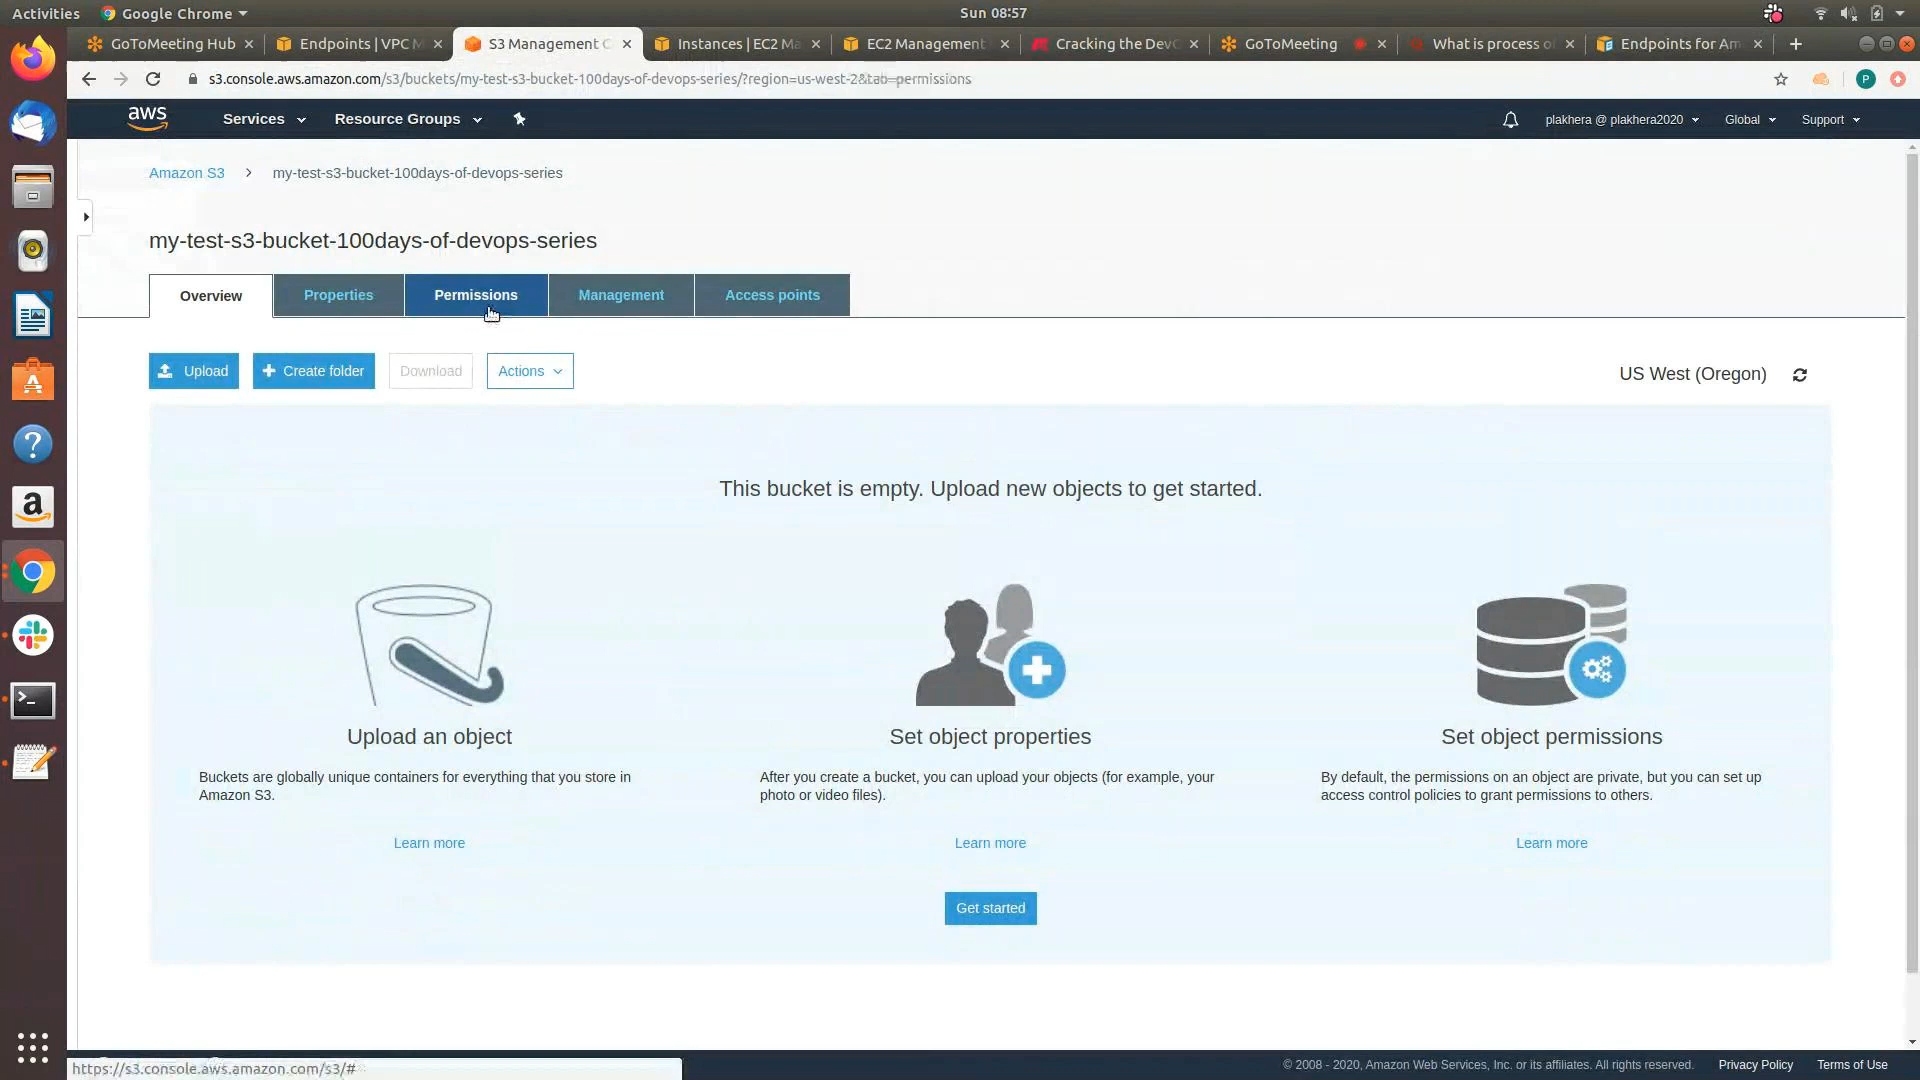 Activities
Google Chrome
Sun 08:57
GoToMeeting Hub
Endpoints | VPC M
S3 Management C
Instances | EC2 Ma
EC2 Management
Cracking the DevO
GoToMeeting
What is process o
Endpoints for Am
s3.console.aws.amazon.com/s3/buckets/my-test-s3-bucket-100days-of-devops-series/?region=us-west-2&tab=permissions
P
aws
Services
Resource Groups
plakhera @ plakhera2020
Global
Support
Amazon S3 > my-test-s3-bucket-100days-of-devops-series
my-test-s3-bucket-100days-of-devops-series
Overview
Properties
Permissions
Management
Access points
Upload
Create folder
Download
Actions
US West (Oregon)
This bucket is empty. Upload new objects to get started.
Upload an object
Buckets are globally unique containers for everything that you store in
Amazon S3.
Learn more
Set object properties
After you create a bucket, you can upload your objects (for example, your
photo or video files).
Learn more
Set object permissions
By default, the permissions on an object are private, but you can set up
access control policies to grant permissions to others.
Learn more
Get started
https://s3.console.aws.amazon.com/s3/#
© 2008 - 2020, Amazon Web Services, Inc. or its affiliates. All rights reserved.
Privacy Policy
Terms of Use